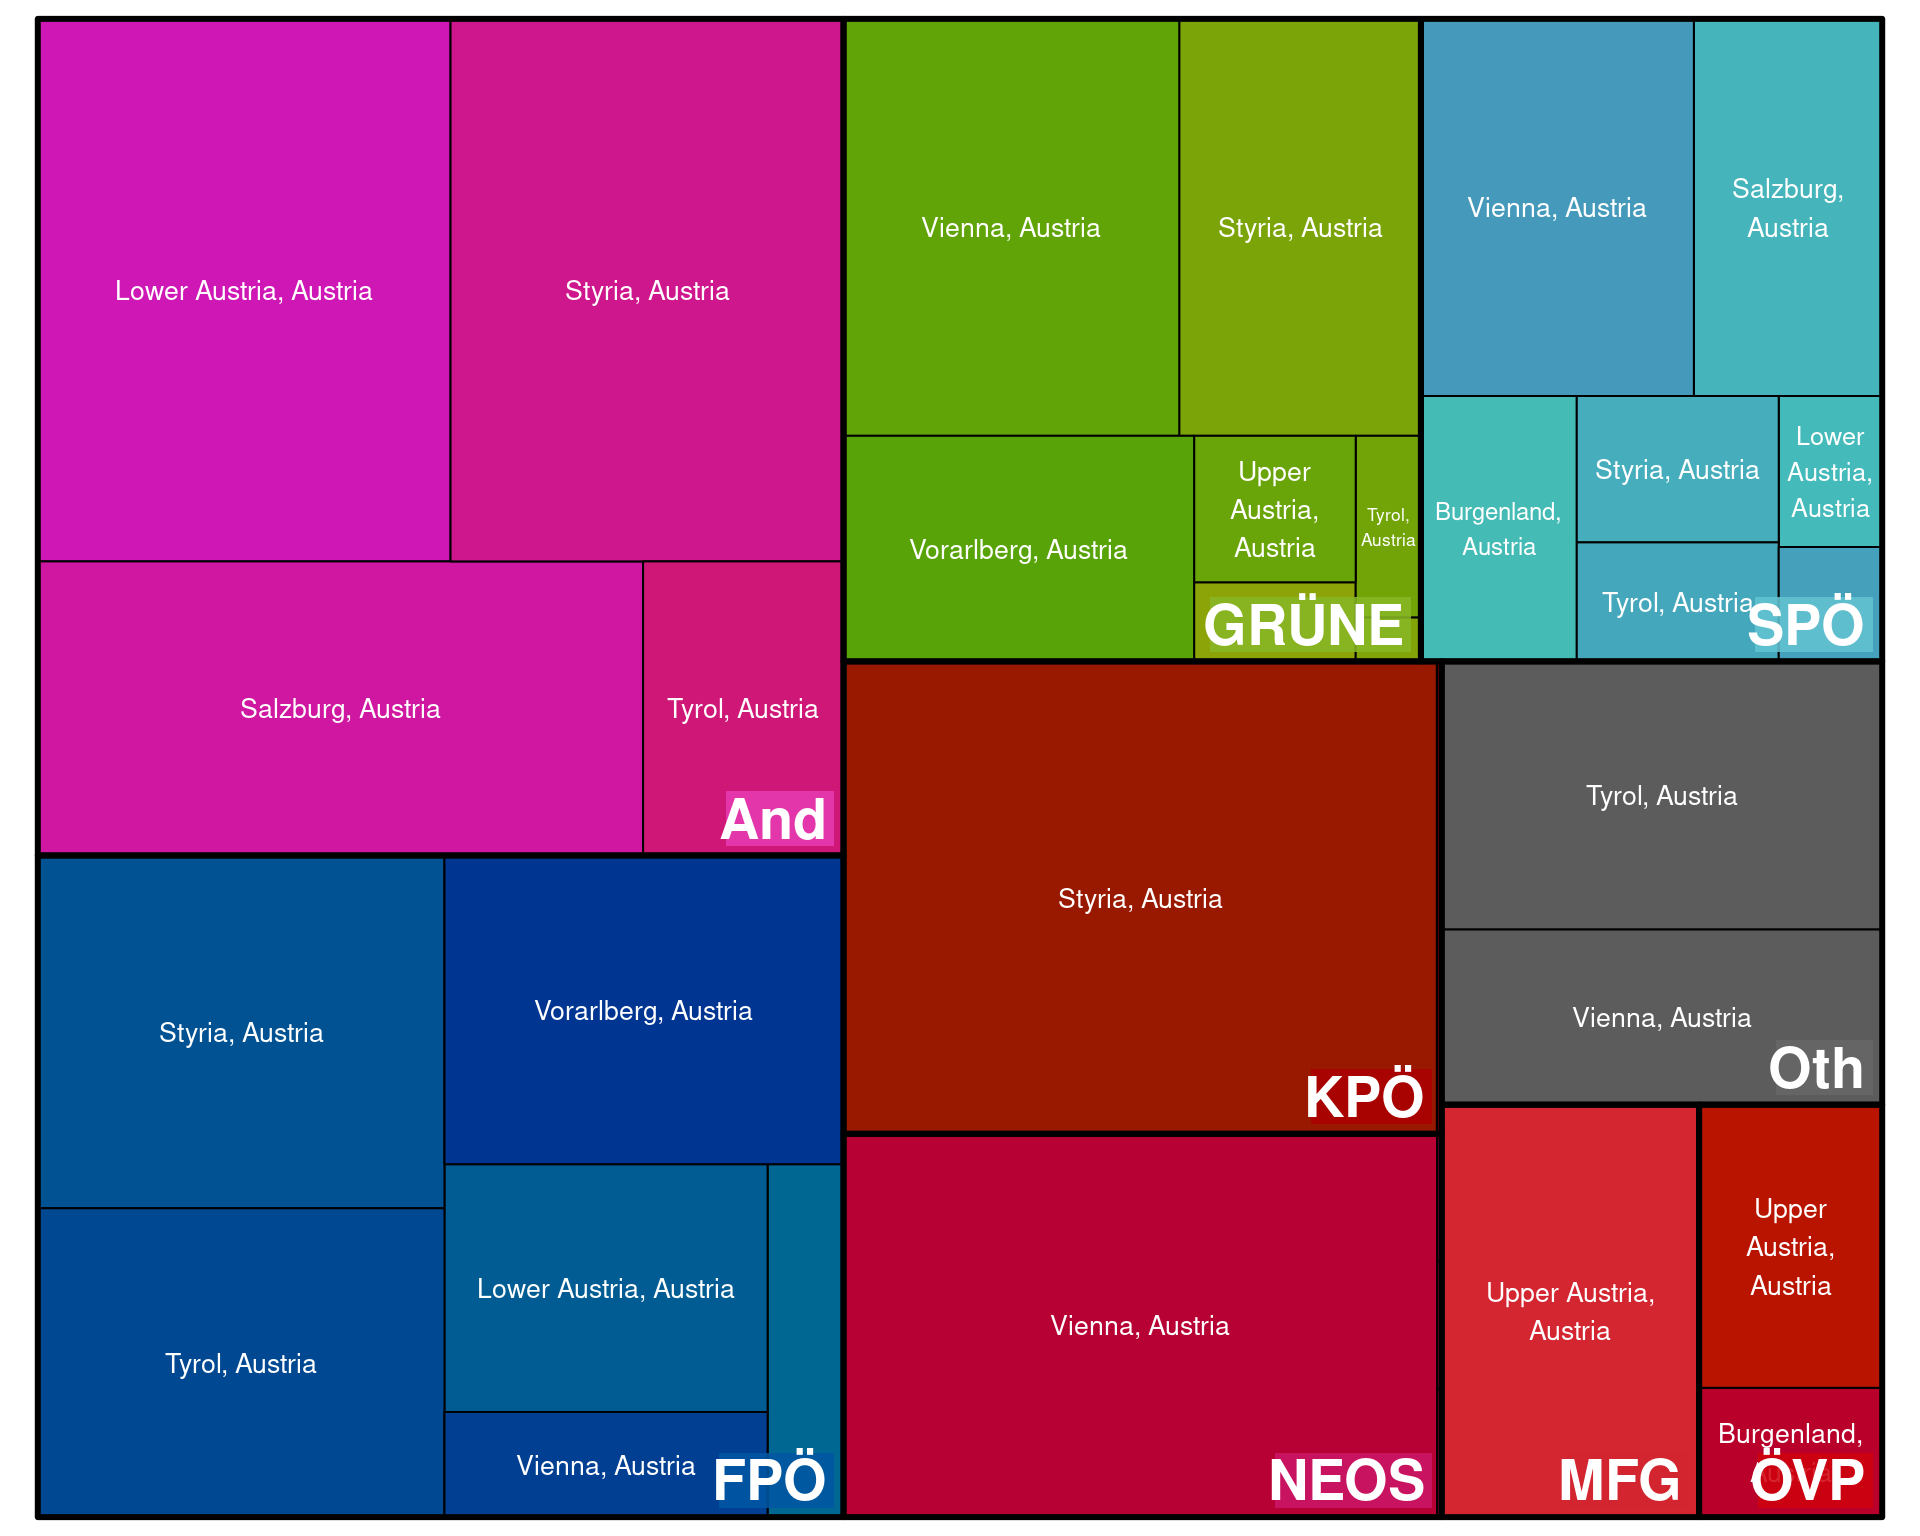 Lower Austria, Austria
Styria, Austria
Salzburg, Austria
Tyrol, Austria
And
Styria, Austria
Vorarlberg, Austria
Tyrol, Austria
Lower Austria, Austria
Vienna, Austria
FPÖ
Vienna, Austria
Styria, Austria
Vorarlberg, Austria
Upper
Austria,
Austria
Tyrol,
Austria
GRÜNE
Vienna, Austria
Salzburg,
Austria
Burgenland,
Austria
Styria, Austria
Lower
Austria,
Austria
Tyrol, Austria
SPÖ
Styria, Austria
KPÖ
Tyrol, Austria
Vienna, Austria
Oth
Vienna, Austria
NEOS
Upper Austria,
Austria
MFG
Upper
Austria,
Austria
Burgenland,
ÖVP